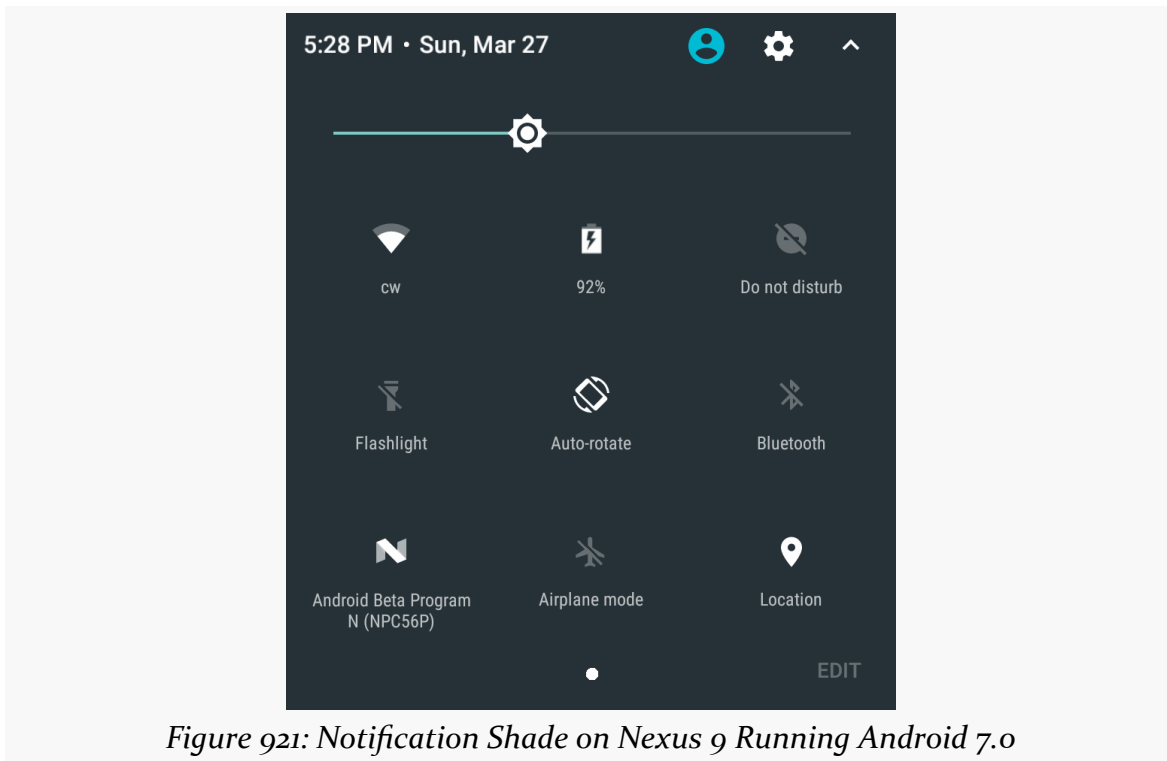 5:28 PM • Sun, Mar 27
cw
92%
Do not disturb
Flashlight
Auto-rotate
Bluetooth
Android Beta Program
N (NPC56P)
Airplane mode
Location
EDIT
Figure 921: Notification Shade on Nexus 9 Running Android 7.0